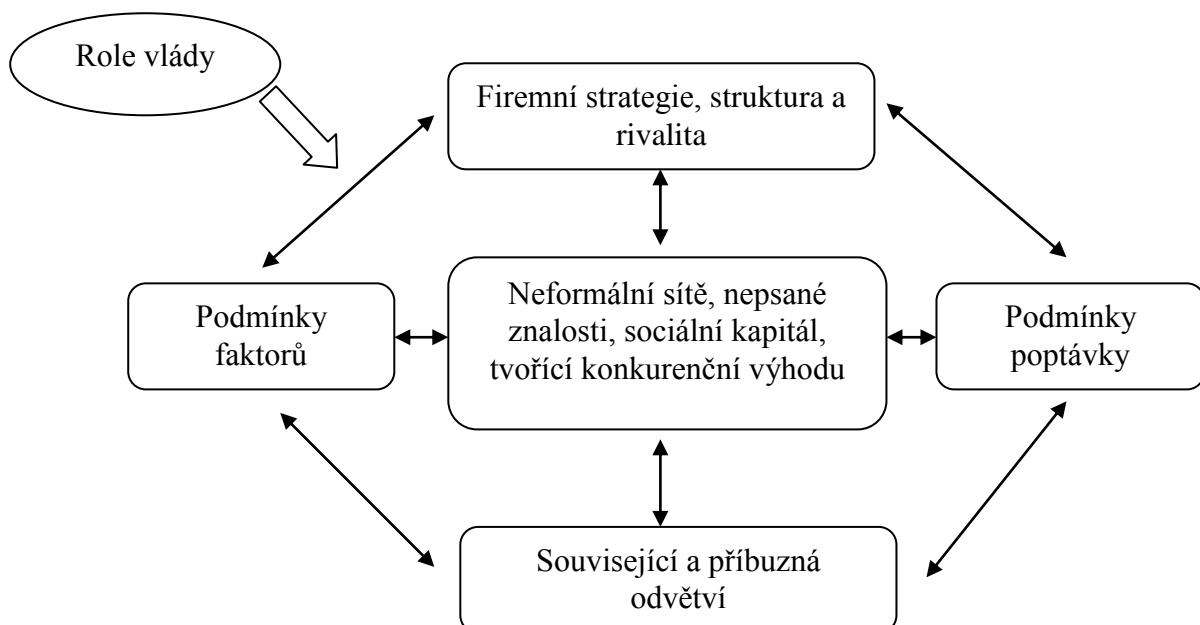 Role vlády
Firemní strategie, struktura a
rivalita
Podmínky
faktorů
Neformální sítě, nepsané
znalosti, sociální kapitál,
tvořící konkurenční výhodu
Podmínky
poptávky
Související a příbuzná
odvětví